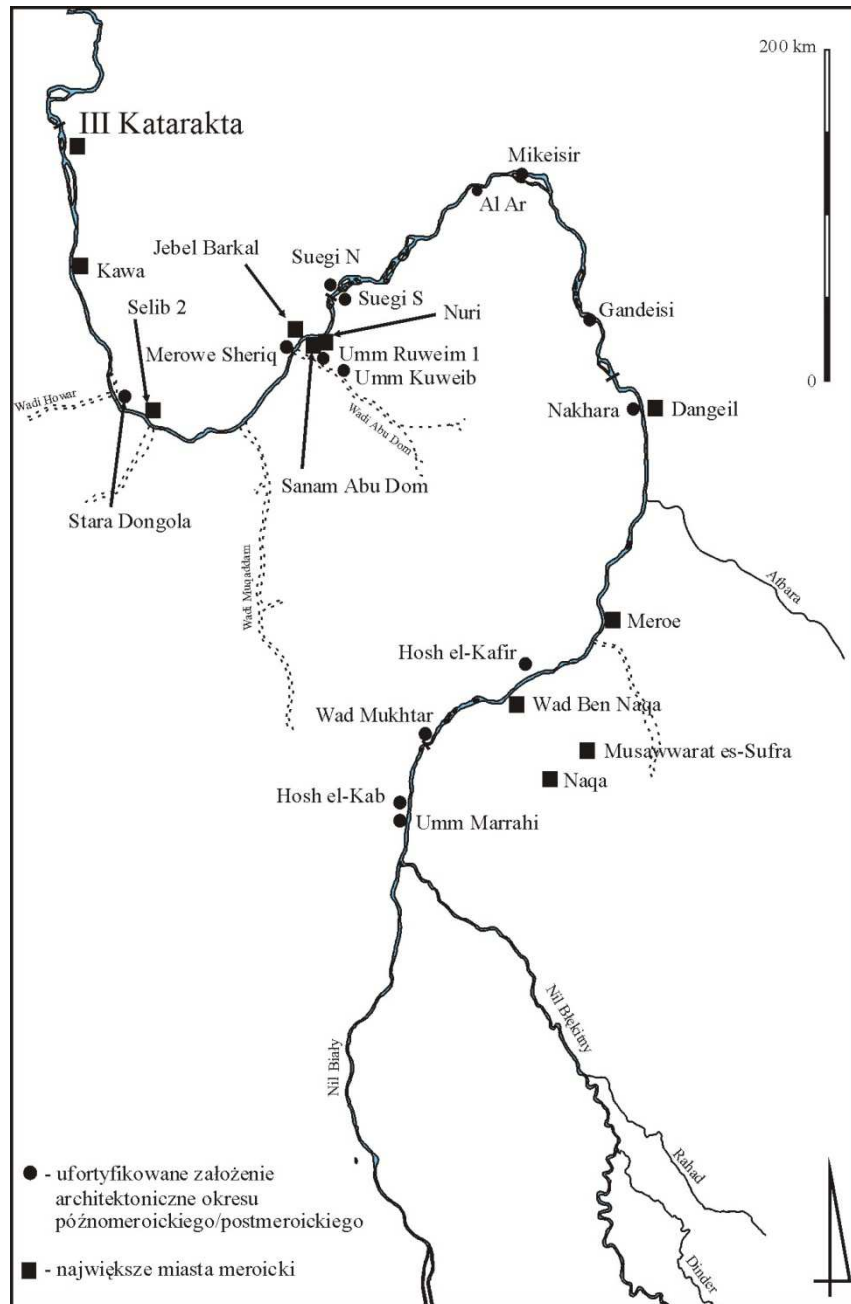 200 km
III Katarakta
Mikeisir
Al Ar
Jebel Barkal
Suegi N
Kawa
Suegi S
Selib 2
Nuri
Gandeisi
Merowe Sheriq
Umm Ruweim 1
Umm Kuweib
0
Wadi Howar
Wadi Abu Dom
Nakhara
Dangeil
Sanam Abu Dom
Stara Dongola
Wadi Muqaddam
Atbara
Meroe
Hosh el-Kafir
Wad Ben Naqa
Wad Mukhtar
Musawwarat es-Sufra
Naqa
Hosh el-Kab
Umm Marrahi
Nil Błękitny
Nil Biały
Rahad
Dinder
- ufortyfikowane założenie
architektoniczne okresu
późnomeroickiego/postmeroickiego
- największe miasta meroicki